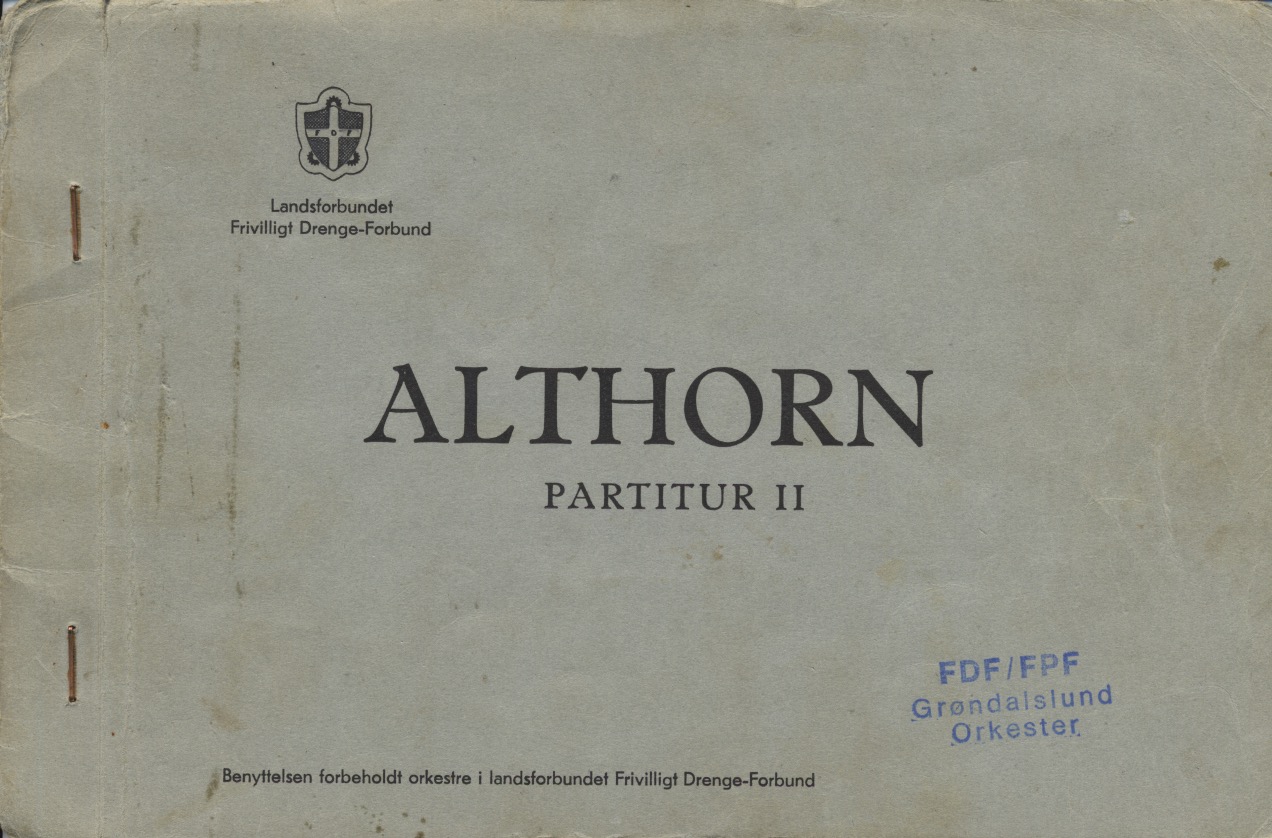 F D F
Landsforbundet
Frivilligt Drenge-Forbund
ALTHORN
PARTITUR II
FDF/FPF
Grøndalslund
Orkester
Benyttelsen forbeholdt orkestre i landsforbundet Frivilligt Drenge-Forbund